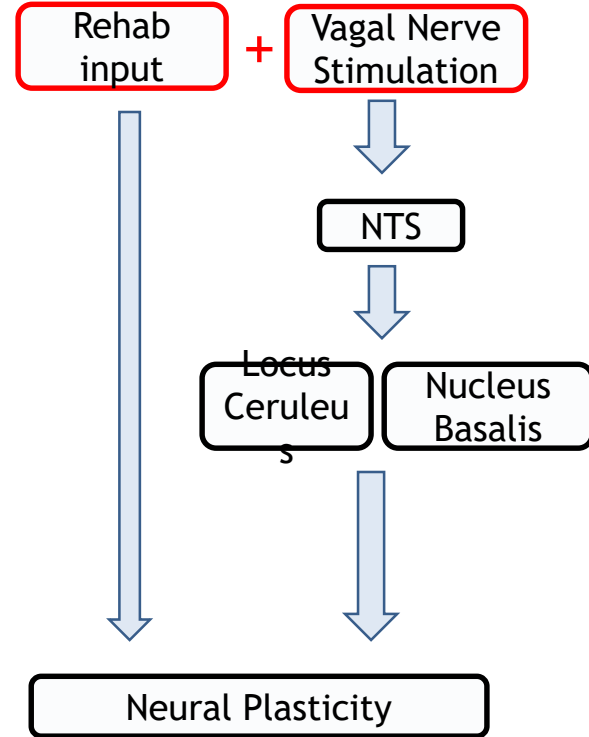 Rehab
input
+
Vagal Nerve
Stimulation
NTS
Locus
Ceruleu
s
Nucleus
Basalis
Neural Plasticity